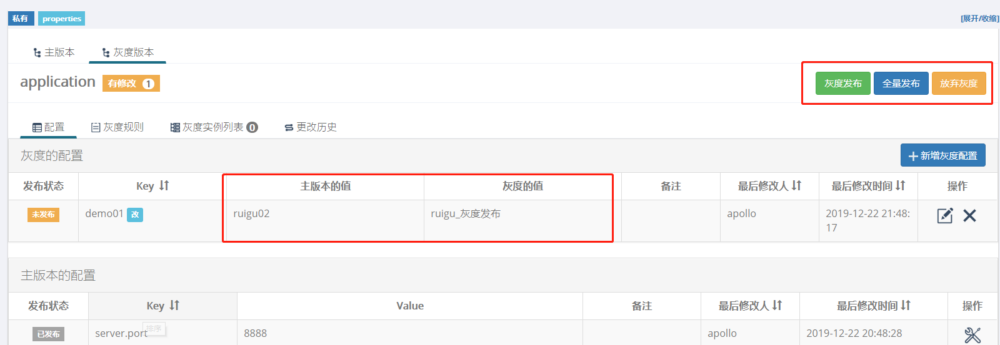 私有 properties [展开/收缩]
主版本 灰度版本
application 有修改 1 灰度发布 全量发布 放弃灰度
配置 灰度规则 灰度实例列表 0 更改历史
灰度的配置 新增灰度配置
发布状态 Key 主版本的值 灰度的值 备注 最后修改人 最后修改时间 操作
未发布 demo01 改 ruigu02 ruigu_灰度发布 apollo 2019-12-22 21:48:
17
主版本的配置
发布状态 Key Value 备注 最后修改人 最后修改时间 操作
排序
已发布 server.port 8888 apollo 2019-12-22 20:48:28